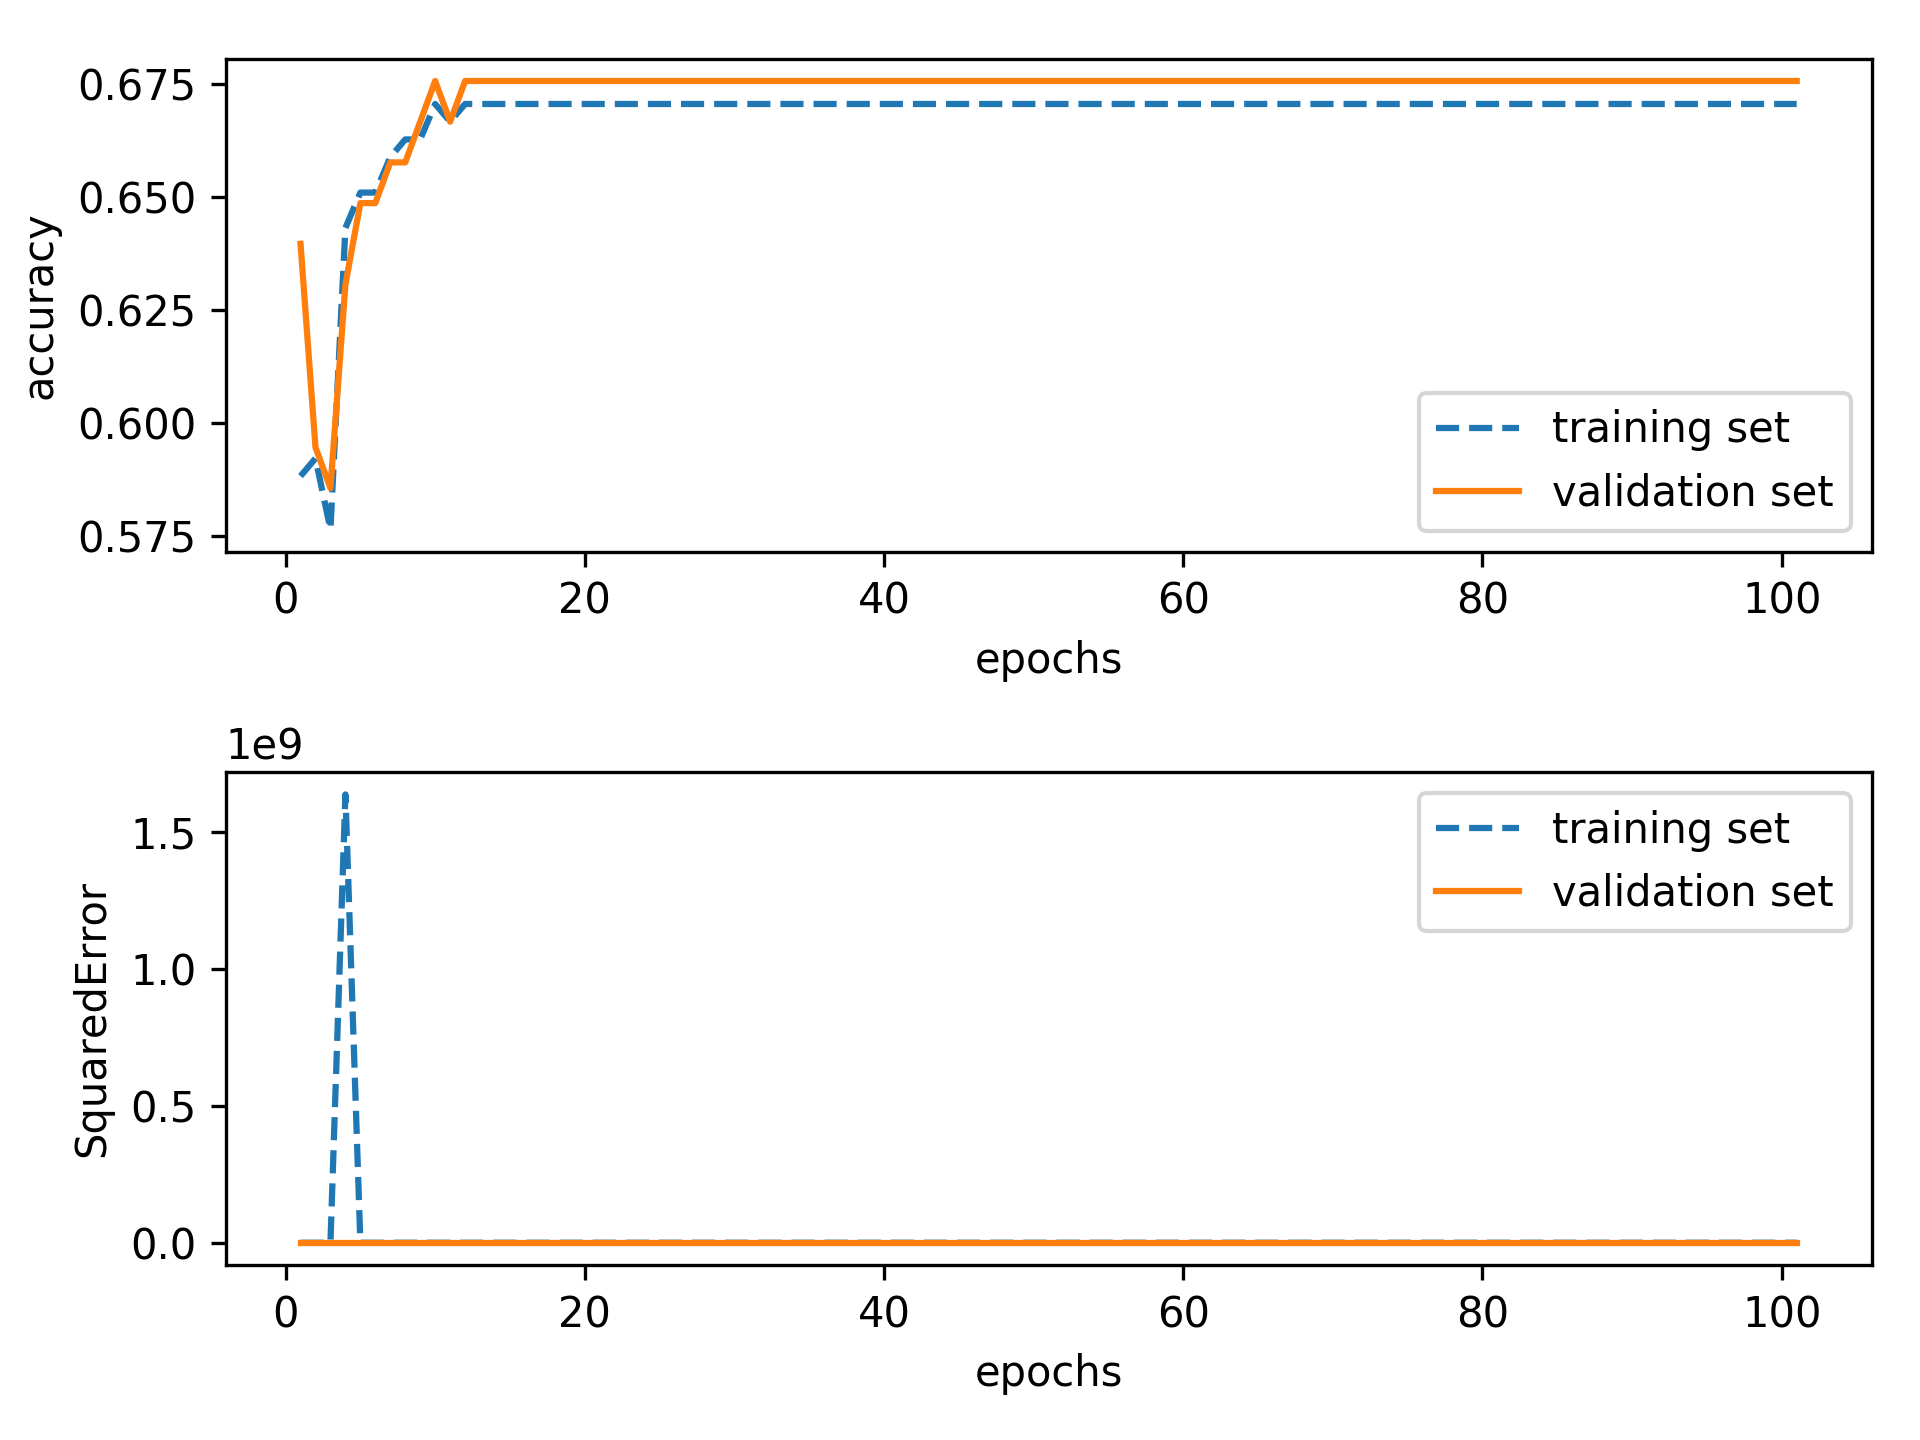 0.675
0.650
0.625
0.600
0.575
accuracy
training set
validation set
0 20 40 60 80 100
epochs
1e9
1.5
1.0
0.5
0.0
SquaredError
training set
validation set
0 20 40 60 80 100
epochs